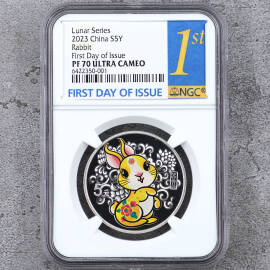 Lunar Series
2023 China S5Y
Rabbit
First Day of Issue
PF 70 ULTRA CAMEO
6422350-001
1st
FIRST DAY OF ISSUE
NGC